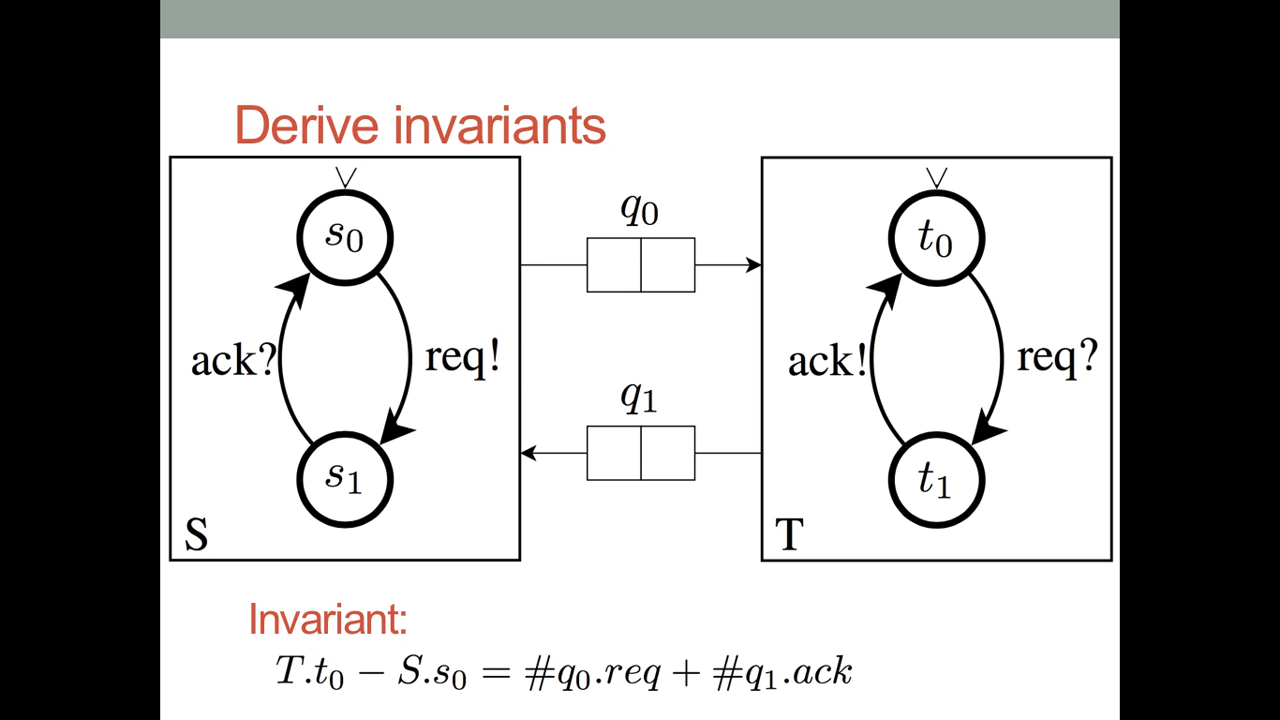 Derive invariants
s₀
ack?
req!
s₁
S
q₀
q₁
t₀
ack!
req?
t₁
T
Invariant:
T.t₀ − S.s₀ = #q₀.req + #q₁.ack